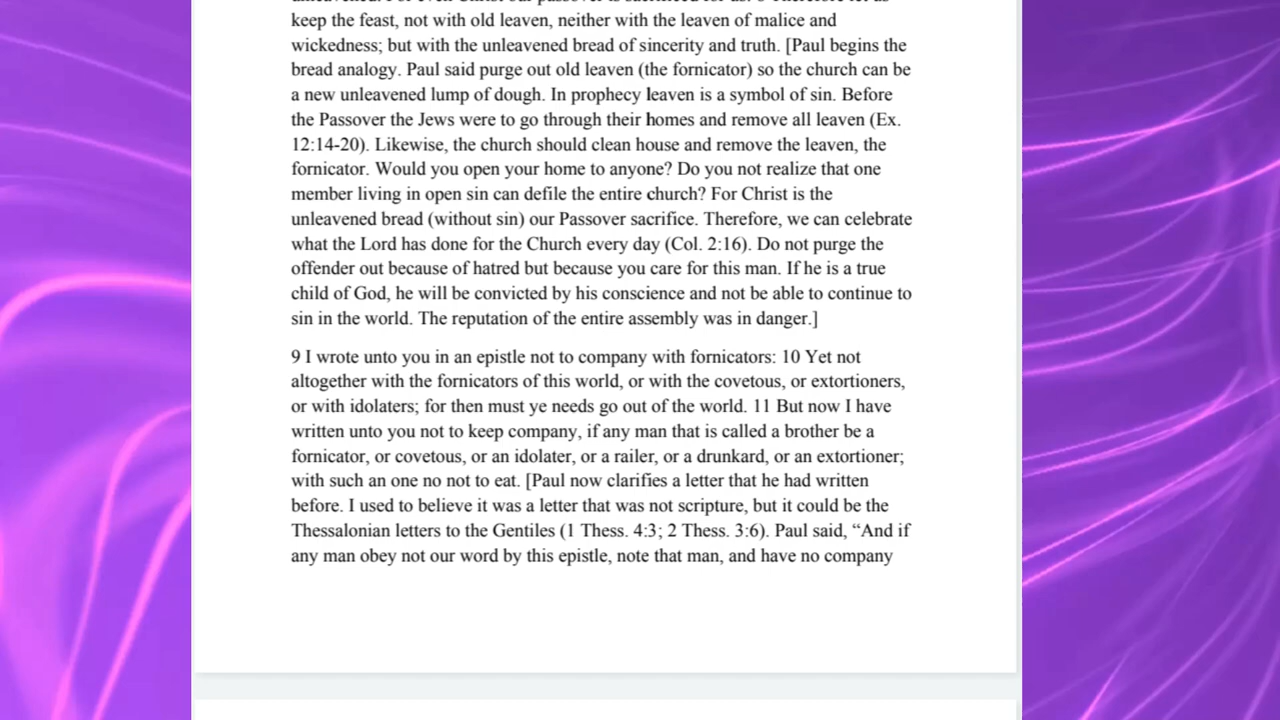 keep the feast, not with old leaven, neither with the leaven of malice and
wickedness; but with the unleavened bread of sincerity and truth. [Paul begins the
bread analogy. Paul said purge out old leaven (the fornicator) so the church can be
a new unleavened lump of dough. In prophecy leaven is a symbol of sin. Before
the Passover the Jews were to go through their homes and remove all leaven (Ex.
12:14-20). Likewise, the church should clean house and remove the leaven, the
fornicator. Would you open your home to anyone? Do you not realize that one
member living in open sin can defile the entire church? For Christ is the
unleavened bread (without sin) our Passover sacrifice. Therefore, we can celebrate
what the Lord has done for the Church every day (Col. 2:16). Do not purge the
offender out because of hatred but because you care for this man. If he is a true
child of God, he will be convicted by his conscience and not be able to continue to
sin in the world. The reputation of the entire assembly was in danger.]
9 I wrote unto you in an epistle not to company with fornicators: 10 Yet not
altogether with the fornicators of this world, or with the covetous, or extortioners,
or with idolaters; for then must ye needs go out of the world. 11 But now I have
written unto you not to keep company, if any man that is called a brother be a
fornicator, or covetous, or an idolater, or a railer, or a drunkard, or an extortioner;
with such an one no not to eat. [Paul now clarifies a letter that he had written
before. I used to believe it was a letter that was not scripture, but it could be the
Thessalonian letters to the Gentiles (1 Thess. 4:3; 2 Thess. 3:6). Paul said, “And if
any man obey not our word by this epistle, note that man, and have no company